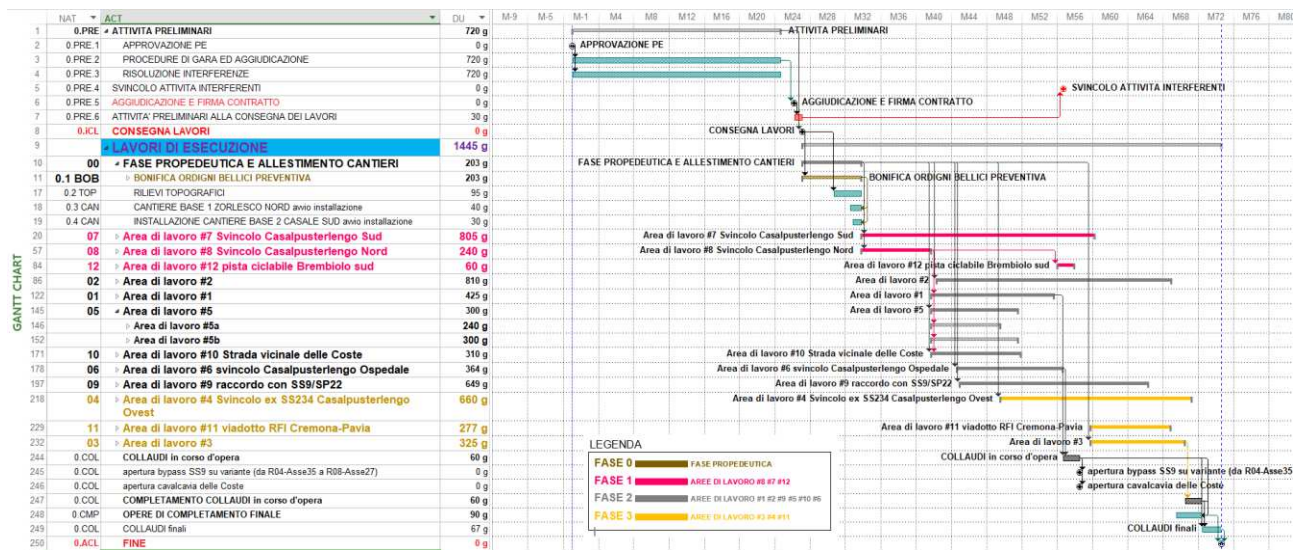 NAT ACT DU M-9 M-5 M-1 M4 M8 M12 M16 M20 M24 M28 M32 M36 M40 M44 M48 M52 M56 M60 M64 M68 M72 M76 M80
GANTT CHART
1 0.PRE ATTIVITA PRELIMINARI 720 g ATTIVITA PRELIMINARI
2 0.PRE.1 APPROVAZIONE PE 0 g APPROVAZIONE PE
3 0.PRE.2 PROCEDURE DI GARA ED AGGIUDICAZIONE 720 g
4 0.PRE.3 RISOLUZIONE INTERFERENZE 720 g
5 0.PRE.4 SVINCOLO ATTIVITA INTERFERENTI 0 g SVINCOLO ATTIVITA INTERFERENTI
6 0.PRE.5 AGGIUDICAZIONE E FIRMA CONTRATTO 0 g AGGIUDICAZIONE E FIRMA CONTRATTO
7 0.PRE.6 ATTIVITA' PRELIMINARI ALLA CONSEGNA DEI LAVORI 30 g
8 0.ICL CONSEGNA LAVORI 0 g CONSEGNA LAVORI
9 LAVORI DI ESECUZIONE 1445 g
10 00 FASE PROPEDEUTICA E ALLESTIMENTO CANTIERI 203 g FASE PROPEDEUTICA E ALLESTIMENTO CANTIERI
11 0.1 BOB BONIFICA ORDIGNI BELLICI PREVENTIVA 203 g BONIFICA ORDIGNI BELLICI PREVENTIVA
17 0.2 TOP RILIEVI TOPOGRAFICI 95 g
18 0.3 CAN CANTIERE BASE 1 ZORLESCO NORD avvio installazione 40 g
19 0.4 CAN INSTALLAZIONE CANTIERE BASE 2 CASALE SUD avvio installazione 30 g
20 07 Area di lavoro #7 Svincolo Casalpusterlengo Sud 805 g Area di lavoro #7 Svincolo Casalpusterlengo Sud
57 08 Area di lavoro #8 Svincolo Casalpusterlengo Nord 240 g Area di lavoro #8 Svincolo Casalpusterlengo Nord
84 12 Area di lavoro #12 pista ciclabile Brembiolo sud 60 g Area di lavoro #12 pista ciclabile Brembiolo sud
86 02 Area di lavoro #2 810 g Area di lavoro #2
122 01 Area di lavoro #1 425 g Area di lavoro #1
145 05 Area di lavoro #5 300 g Area di lavoro #5
146 Area di lavoro #5a 240 g
152 Area di lavoro #5b 300 g
171 10 Area di lavoro #10 Strada vicinale delle Coste 310 g Area di lavoro #10 Strada vicinale delle Coste
178 06 Area di lavoro #6 svincolo Casalpusterlengo Ospedale 364 g Area di lavoro #6 svincolo Casalpusterlengo Ospedale
197 09 Area di lavoro #9 raccordo con SS9/SP22 649 g Area di lavoro #9 raccordo con SS9/SP22
218 04 Area di lavoro #4 Svincolo ex SS234 Casalpusterlengo 660 g Area di lavoro #4 Svincolo ex SS234 Casalpusterlengo Ovest
Ovest
229 11 Area di lavoro #11 viadotto RFI Cremona-Pavia 277 g Area di lavoro #11 viadotto RFI Cremona-Pavia
232 03 Area di lavoro #3 325 g Area di lavoro #3
244 0.COL COLLAUDI in corso d'opera 60 g COLLAUDI in corso d'opera
245 0.COL apertura bypass SS9 su variante (da R04-Asse35 a R08-Asse27) 0 g apertura bypass SS9 su variante (da R04-Asse35
246 0.COL apertura cavalcavia delle Coste 0 g apertura cavalcavia delle Coste
247 0.COL COMPLETAMENTO COLLAUDI in corso d'opera 60 g
248 0.CMP OPERE DI COMPLETAMENTO FINALE 90 g
249 0.COL COLLAUDI finali 67 g COLLAUDI finali
250 0.ACL FINE 0 g
LEGENDA
FASE 0 FASE PROPEDEUTICA
FASE 1 AREE DI LAVORO #8 #7 #12
FASE 2 AREE DI LAVORO #1 #2 #9 #5 #10 #6
FASE 3 AREE DI LAVORO #3 #4 #11